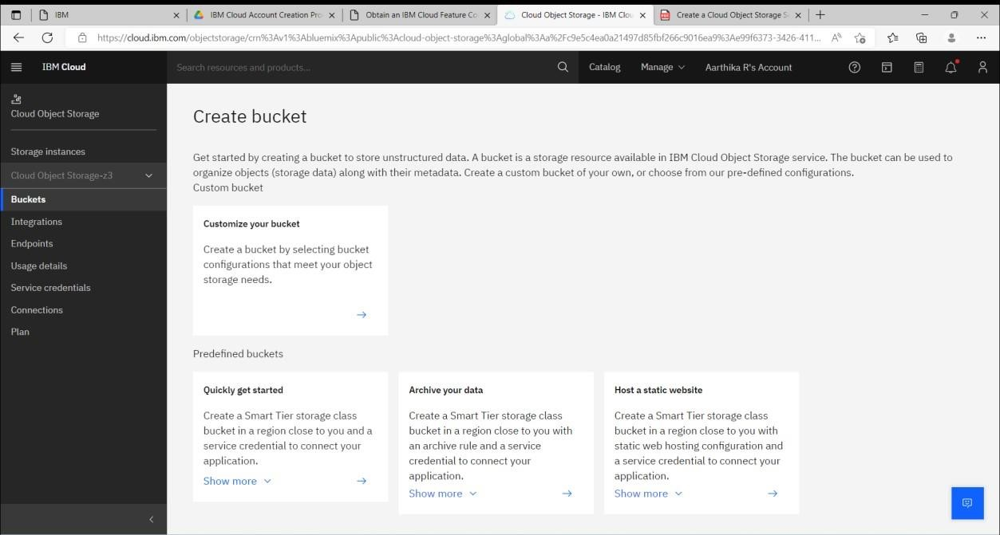 IBM
IBM Cloud Account Creation Pro
Obtain an IBM Cloud Feature Co
Cloud Object Storage - IBM Clou
Create a Cloud Object Storage S
https://cloud.ibm.com/objectstorage/crn%3Av1%3Abluemix%3Apublic%3Acloud-object-storage%3Aglobal%3Aa%2Fc9e5c4ea0a21497d85fbf266c9016ea9%3Ae99f6373-3426-411...
IBM Cloud
Search resources and products...
Catalog
Manage
Aarthika R's Account
Cloud Object Storage
Storage instances
Cloud Object Storage-z3
Buckets
Integrations
Endpoints
Usage details
Service credentials
Connections
Plan
Create bucket
Get started by creating a bucket to store unstructured data. A bucket is a storage resource available in IBM Cloud Object Storage service. The bucket can be used to
organize objects (storage data) along with their metadata. Create a custom bucket of your own, or choose from our pre-defined configurations.
Custom bucket
Customize your bucket
Create a bucket by selecting bucket
configurations that meet your object
storage needs.
Predefined buckets
Quickly get started
Create a Smart Tier storage class
bucket in a region close to you and a
service credential to connect your
application.
Show more
Archive your data
Create a Smart Tier storage class
bucket in a region close to you with
an archive rule and a service
credential to connect your
application.
Show more
Host a static website
Create a Smart Tier storage class
bucket in a region close to you with
static web hosting configuration and
a service credential to connect your
application.
Show more